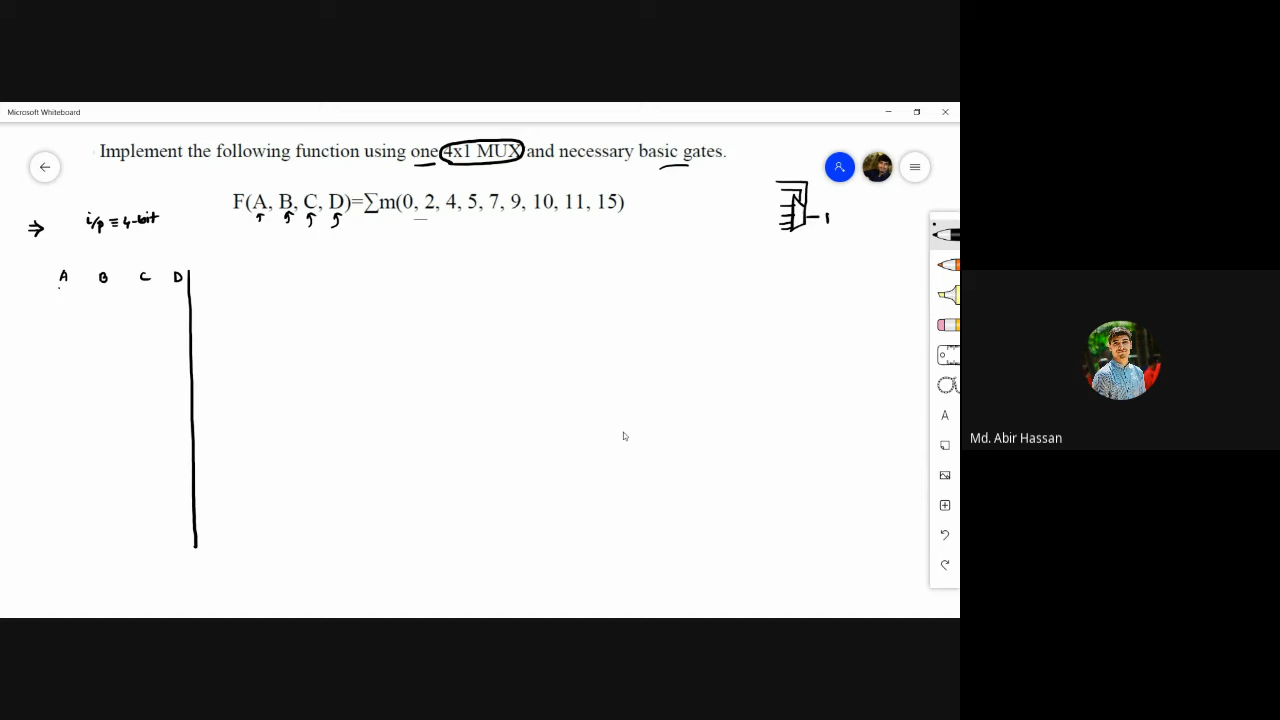 Microsoft Whiteboard
Implement the following function using one 4x1 MUX and necessary basic gates.
F(A, B, C, D)=∑m(0, 2, 4, 5, 7, 9, 10, 11, 15)
⇒ i/p ≡ 4-bit
1
A B C D
A
Md. Abir Hassan